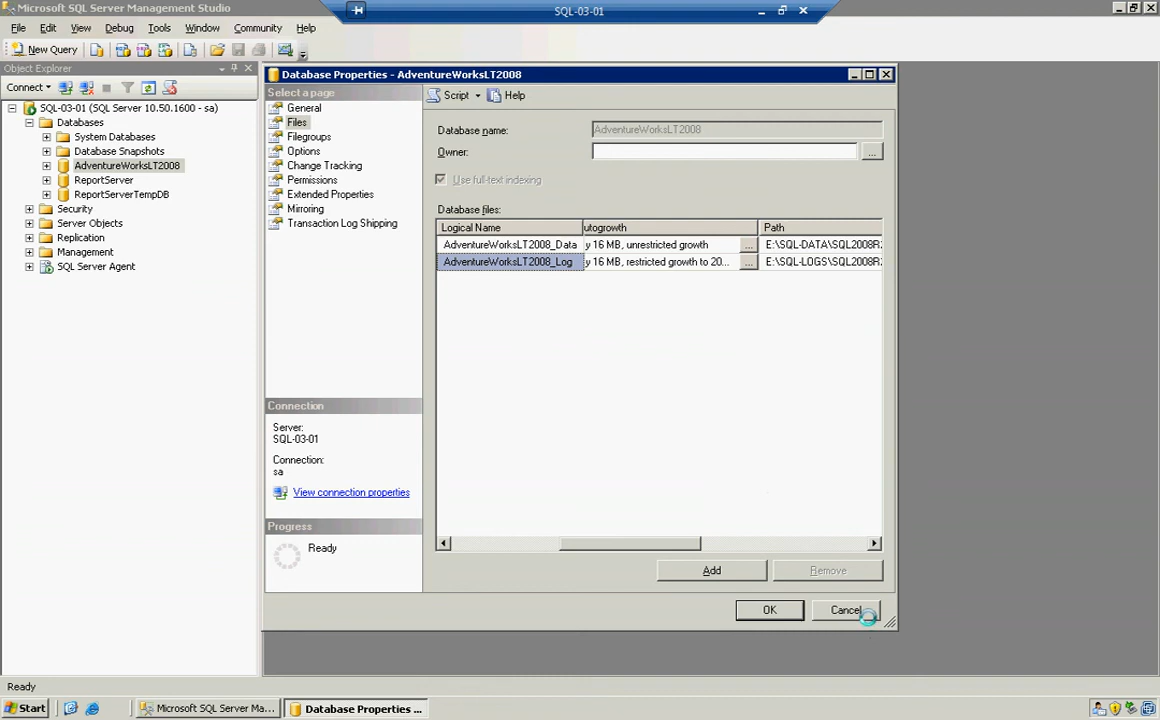 Microsoft SQL Server Management Studio
SQL-03-01
File Edit View Debug Tools Window Community Help
New Query
Object Explorer
Connect
SQL-03-01 (SQL Server 10.50.1600 - sa)
Databases
System Databases
Database Snapshots
AdventureWorksLT2008
ReportServer
ReportServerTempDB
Security
Server Objects
Replication
Management
SQL Server Agent
Database Properties - AdventureWorksLT2008
Select a page
General
Files
Filegroups
Options
Change Tracking
Permissions
Extended Properties
Mirroring
Transaction Log Shipping
Connection
Server:
SQL-03-01
Connection:
sa
View connection properties
Progress
Ready
Script Help
Database name: AdventureWorksLT2008
Owner: ...
Use full-text indexing
Database files:
Logical Name utogrowth Path
AdventureWorksLT2008_Data y 16 MB, unrestricted growth ... E:\SQL-DATA\SQL2008R
AdventureWorksLT2008_Log y 16 MB, restricted growth to 20... ... E:\SQL-LOGS\SQL2008R
Add Remove
OK Cancel
Ready
Start Microsoft SQL Server Ma... Database Properties ...